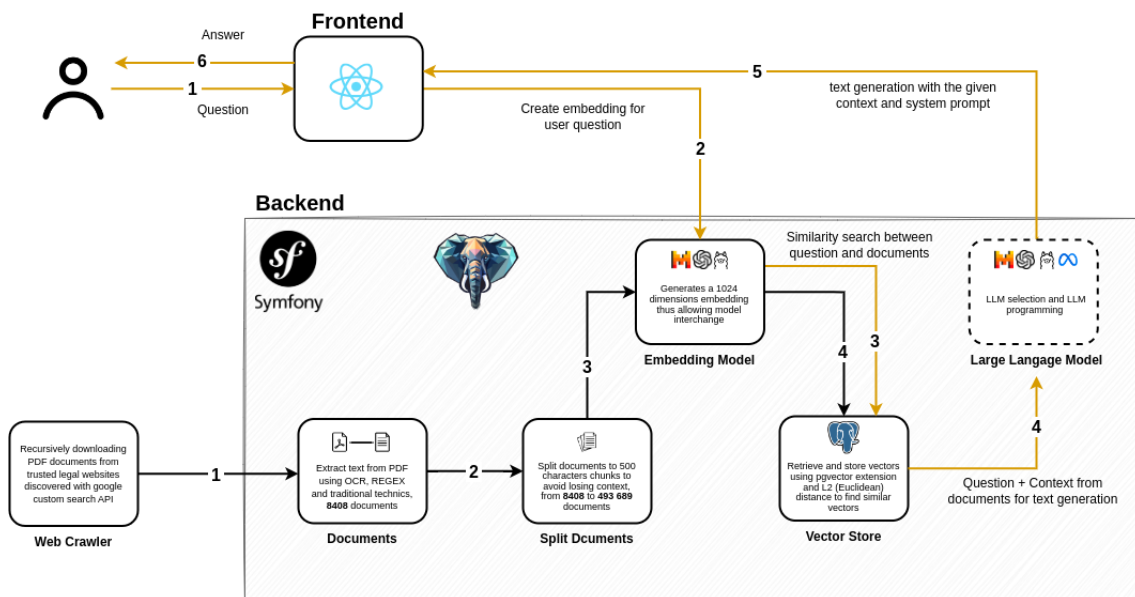 Frontend
Answer
6
1
Question
5
text generation with the given
context and system prompt
Create embedding for
user question
2
Backend
Symfony
Similarity search between
question and documents
Generates a 1024
dimensions embedding
thus allowing model
interchange
Embedding Model
LLM selection and LLM
programming
Large Langage Model
3
4
3
4
Recursively downloading
PDF documents from
trusted legal websites
discovered with google
custom search API
Web Crawler
1
Extract text from PDF
using OCR, REGEX
and traditional technics,
8408 documents
Documents
2
Split documents to 500
characters chunks to
avoid losing context,
from 8408 to 493 689
documents
Split Dcuments
Retrieve and store vectors
using pgvector extension
and L2 (Euclidean)
distance to find similar
vectors
Vector Store
Question + Context from
documents for text generation